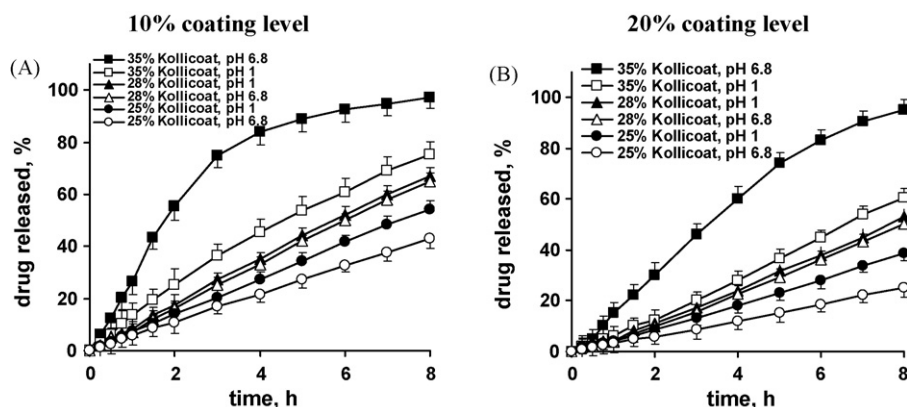 10% coating level
20% coating level
(A)
35% Kollicoat, pH 6.8
35% Kollicoat, pH 1
28% Kollicoat, pH 1
28% Kollicoat, pH 6.8
25% Kollicoat, pH 1
25% Kollicoat, pH 6.8
100
80
60
40
20
0
drug released, %
0 2 4 6 8
time, h
(B)
35% Kollicoat, pH 6.8
35% Kollicoat, pH 1
28% Kollicoat, pH 1
28% Kollicoat, pH 6.8
25% Kollicoat, pH 1
25% Kollicoat, pH 6.8
100
80
60
40
20
0
drug released, %
0 2 4 6 8
time, h